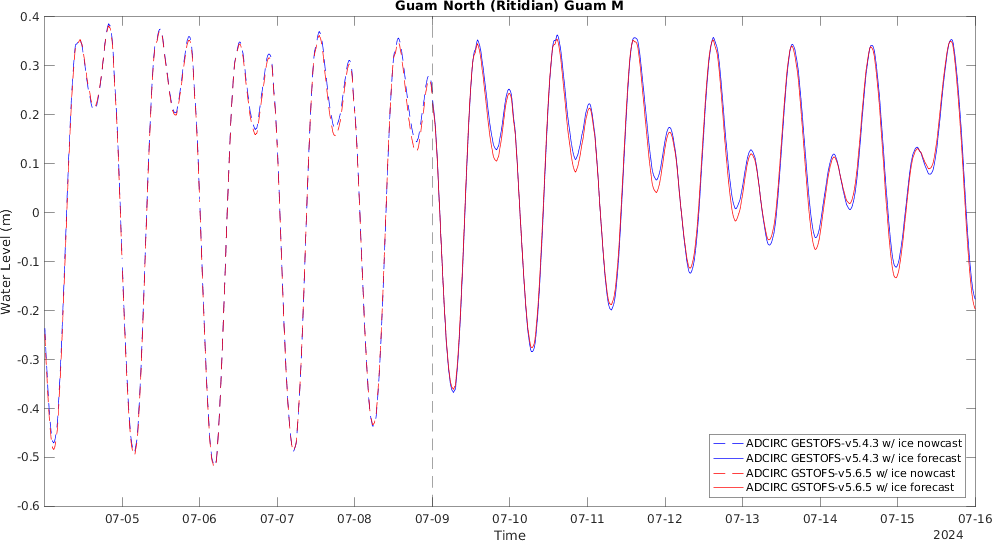 Guam North (Ritidian) Guam M
0.4
0.3
0.2
0.1
0
-0.1
-0.2
-0.3
-0.4
-0.5
-0.6
Water Level (m)
07-05 07-06 07-07 07-08 07-09 07-10 07-11 07-12 07-13 07-14 07-15 07-16
Time
2024
ADCIRC GESTOFS-v5.4.3 w/ ice nowcast
ADCIRC GESTOFS-v5.4.3 w/ ice forecast
ADCIRC GSTOFS-v5.6.5 w/ ice nowcast
ADCIRC GSTOFS-v5.6.5 w/ ice forecast